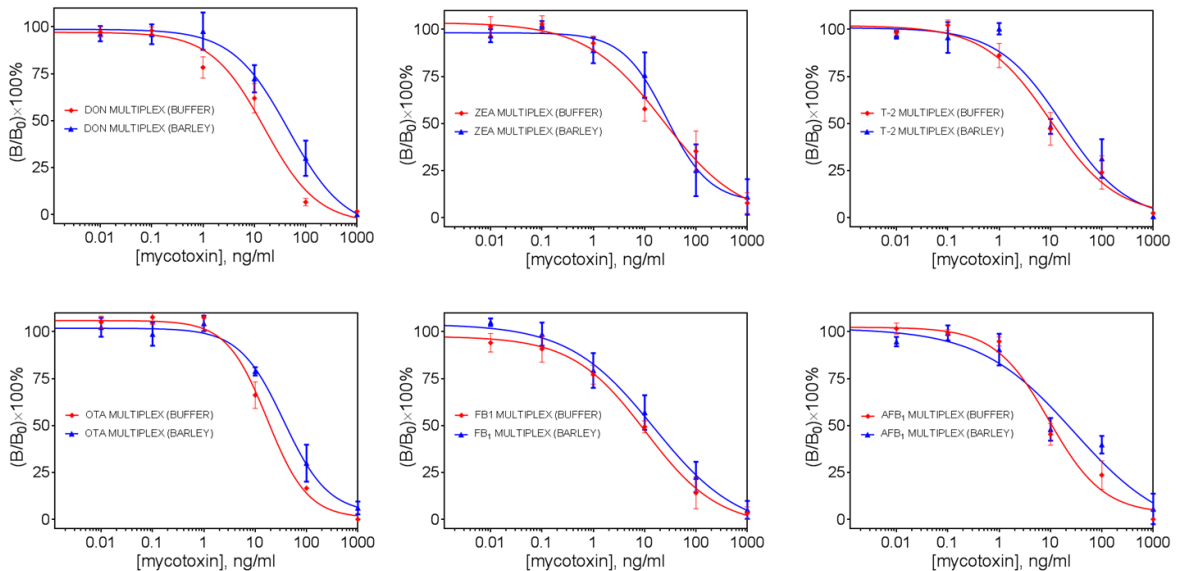 100
75
50
25
0
(B/B₀)×100%
DON MULTIPLEX (BUFFER)
DON MULTIPLEX (BARLEY)
0.01 0.1 1 10 100 1000
[mycotoxin], ng/ml
100
75
50
25
0
(B/B₀)×100%
ZEA MULTIPLEX (BUFFER)
ZEA MULTIPLEX (BARLEY)
0.01 0.1 1 10 100 1000
[mycotoxin], ng/ml
100
75
50
25
0
(B/B₀)×100%
T-2 MULTIPLEX (BUFFER)
T-2 MULTIPLEX (BARLEY)
0.01 0.1 1 10 100 1000
[mycotoxin], ng/ml
100
75
50
25
0
(B/B₀)×100%
OTA MULTIPLEX (BUFFER)
OTA MULTIPLEX (BARLEY)
0.01 0.1 1 10 100 1000
[mycotoxin], ng/ml
100
75
50
25
0
(B/B₀)×100%
FB1 MULTIPLEX (BUFFER)
FB₁ MULTIPLEX (BARLEY)
0.01 0.1 1 10 100 1000
[mycotoxin], ng/ml
100
75
50
25
0
(B/B₀)×100%
AFB₁ MULTIPLEX (BUFFER)
AFB₁ MULTIPLEX (BARLEY)
0.01 0.1 1 10 100 1000
[mycotoxin], ng/ml